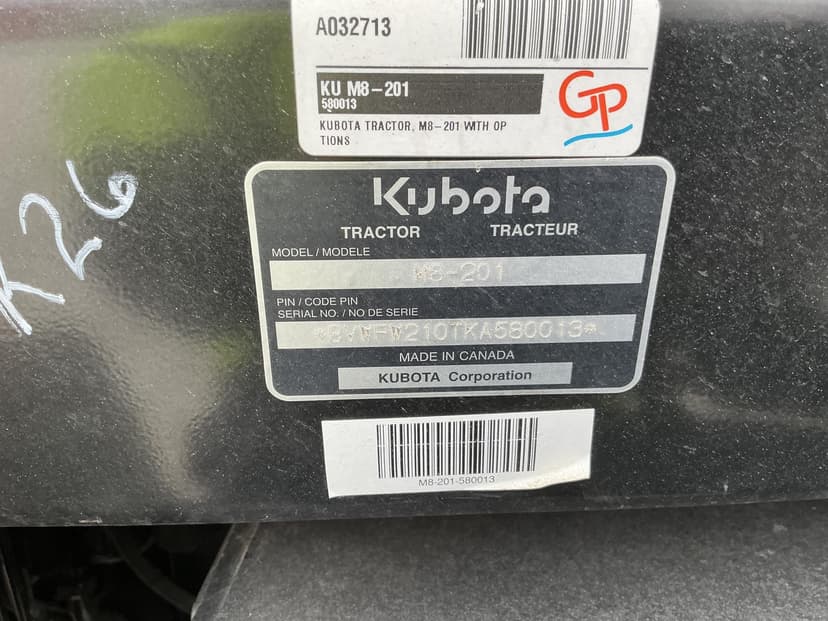 A032713
KU M8-201
580013
KUBOTA TRACTOR, M8-201 WITH OP
TIONS
GP
K26
Kubota
TRACTOR TRACTEUR
MODEL / MODELE
M8-201
PIN / CODE PIN
SERIAL NO. / NO DE SERIE
MADE IN CANADA
KUBOTA Corporation
M8-201-580013